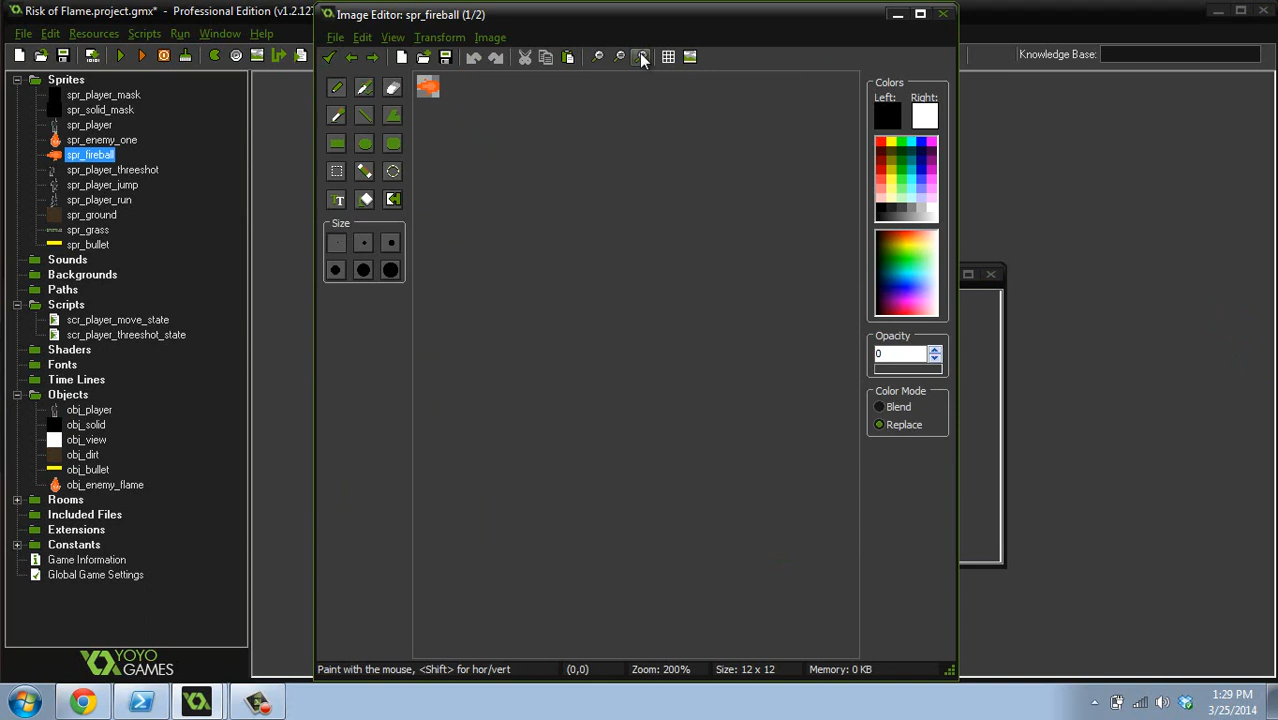 Risk of Flame.project.gmx* - Professional Edition (v1.2.12
File Edit Resources Scripts Run Window Help
Knowledge Base:
Sprites
spr_player_mask
spr_solid_mask
spr_player
spr_enemy_one
spr_fireball
spr_player_threeshot
spr_player_jump
spr_player_run
spr_ground
spr_grass
spr_bullet
Sounds
Backgrounds
Paths
Scripts
scr_player_move_state
scr_player_threeshot_state
Shaders
Fonts
Time Lines
Objects
obj_player
obj_solid
obj_view
obj_dirt
obj_bullet
obj_enemy_flame
Rooms
Included Files
Extensions
Constants
Game Information
Global Game Settings
YOYO
GAMES
Image Editor: spr_fireball (1/2)
File Edit View Transform Image
Size
Colors
Left: Right:
Opacity
0
Color Mode
Blend
Replace
Paint with the mouse, <Shift> for hor/vert (0,0) Zoom: 200% Size: 12 x 12 Memory: 0 KB
1:29 PM
3/25/2014